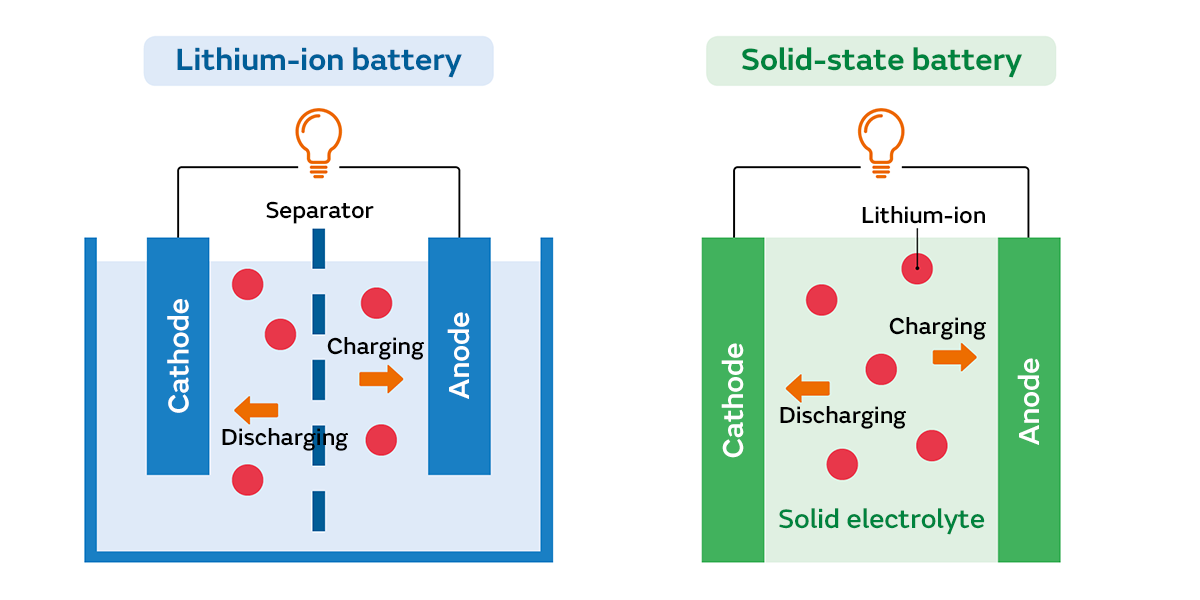 Lithium-ion battery
Separator
Cathode
Charging
Anode
Discharging
Solid-state battery
Lithium-ion
Charging
Cathode
Discharging
Anode
Solid electrolyte